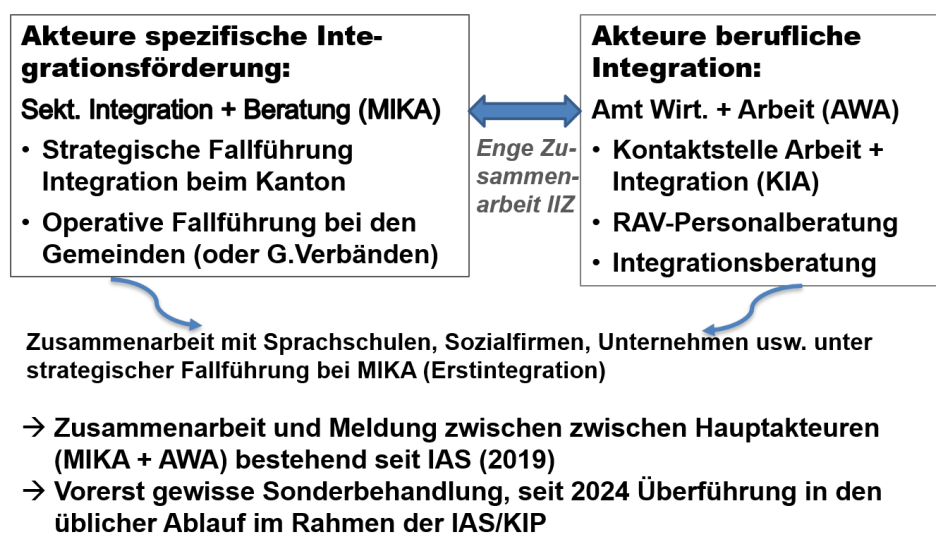 Akteure spezifische Inte-
grationsförderung:
Sekt. Integration + Beratung (MIKA)
• Strategische Fallführung
Integration beim Kanton
• Operative Fallführung bei den
Gemeinden (oder G.Verbänden)
Enge Zu-
sammen-
arbeit IIZ
Akteure berufliche
Integration:
Amt Wirt. + Arbeit (AWA)
• Kontaktstelle Arbeit +
Integration (KIA)
• RAV-Personalberatung
• Integrationsberatung
Zusammenarbeit mit Sprachschulen, Sozialfirmen, Unternehmen usw. unter
strategischer Fallführung bei MIKA (Erstintegration)
→ Zusammenarbeit und Meldung zwischen zwischen Hauptakteuren
(MIKA + AWA) bestehend seit IAS (2019)
→ Vorerst gewisse Sonderbehandlung, seit 2024 Überführung in den
üblicher Ablauf im Rahmen der IAS/KIP